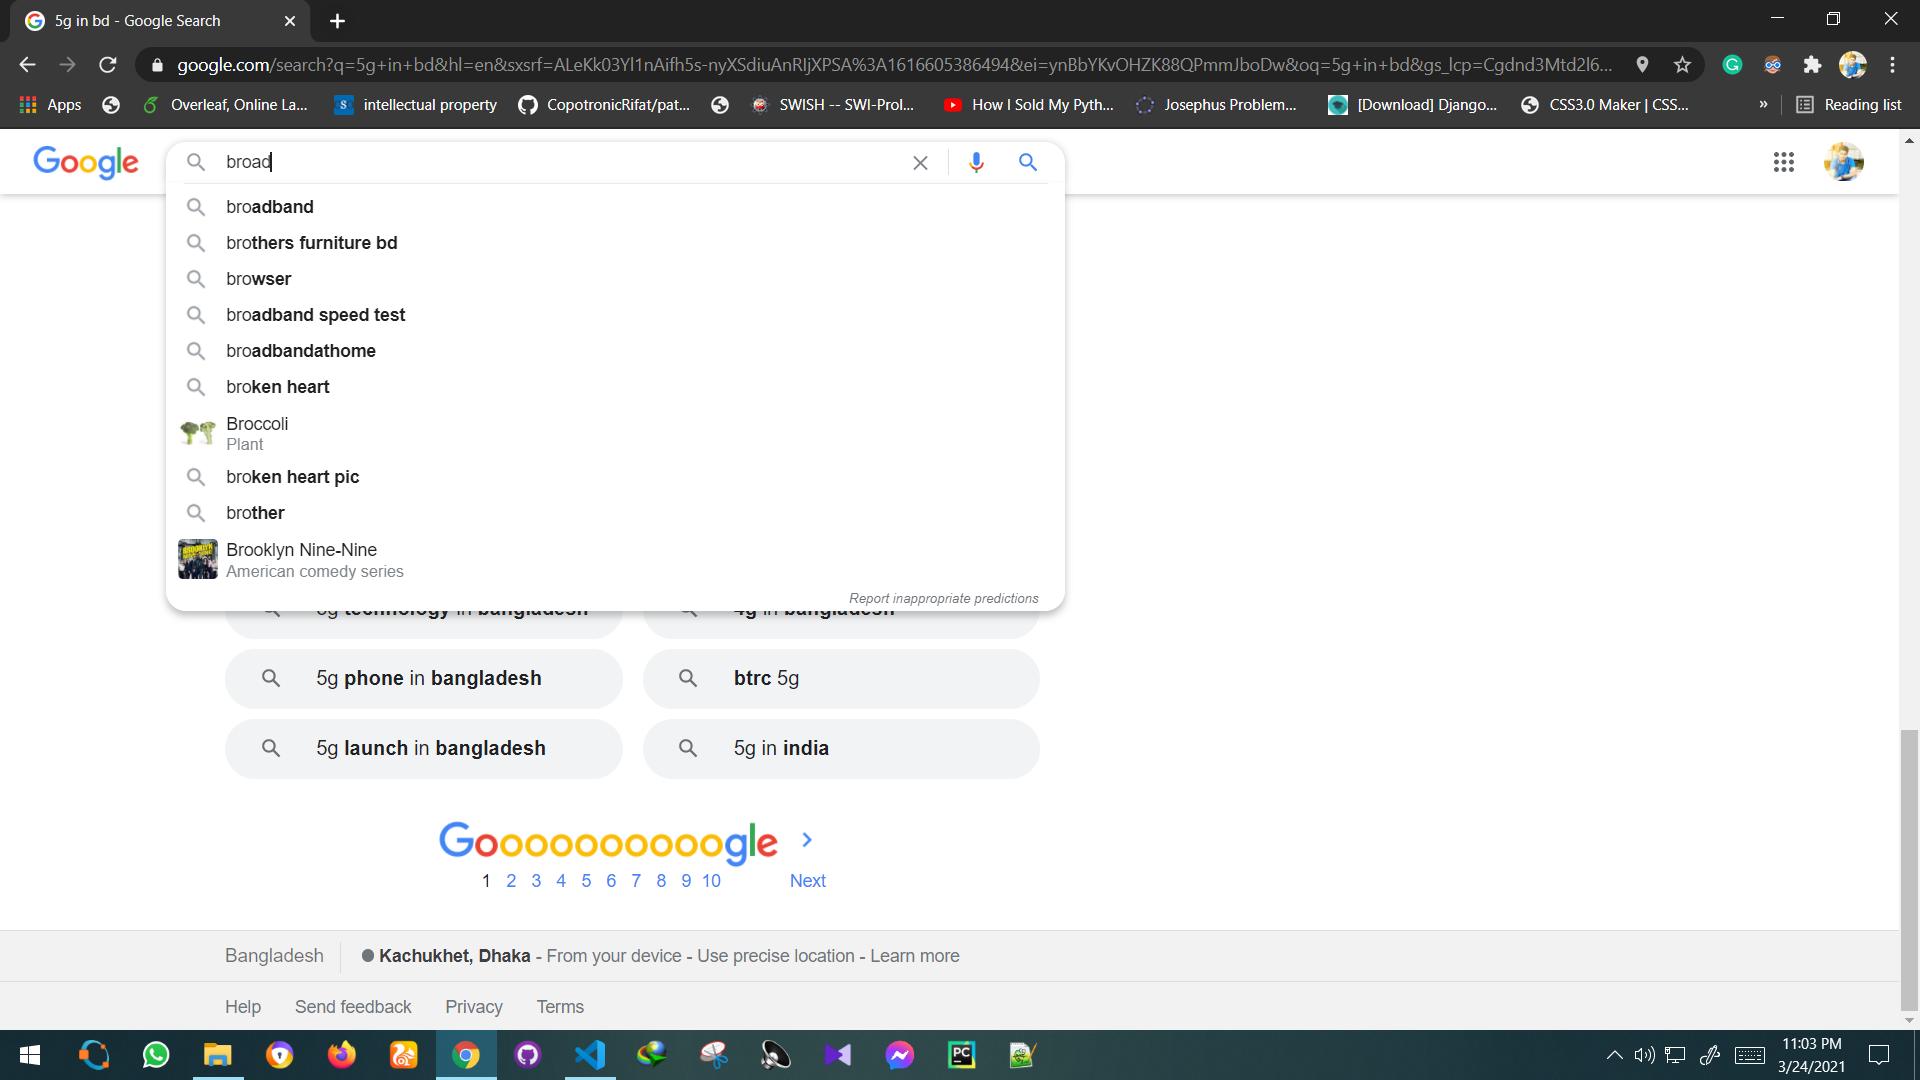 5g in bd - Google Search
google.com/search?q=5g+in+bd&hl=en&sxsrf=ALeKk03Yl1nAifh5s-nyXSdiuAnRIjXPSA%3A1616605386494&ei=ynBbYKvOHZK88QPmmJboDw&oq=5g+in+bd&gs_lcp=Cgdnd3Mtd2l6...
Apps Overleaf, Online La... intellectual property CopotronicRifat/pat... SWISH -- SWI-Prol... How I Sold My Pyth... Josephus Problem... [Download] Django... CSS3.0 Maker | CSS... » Reading list
Google broad
broadband
brothers furniture bd
browser
broadband speed test
broadbandathome
broken heart
Broccoli
Plant
broken heart pic
brother
Brooklyn Nine-Nine
American comedy series
Report inappropriate predictions
5g technology in bangladesh 4g in bangladesh
5g phone in bangladesh btrc 5g
5g launch in bangladesh 5g in india
Goooooooooogle
1 2 3 4 5 6 7 8 9 10 Next
Bangladesh Kachukhet, Dhaka - From your device - Use precise location - Learn more
Help Send feedback Privacy Terms
11:03 PM
3/24/2021